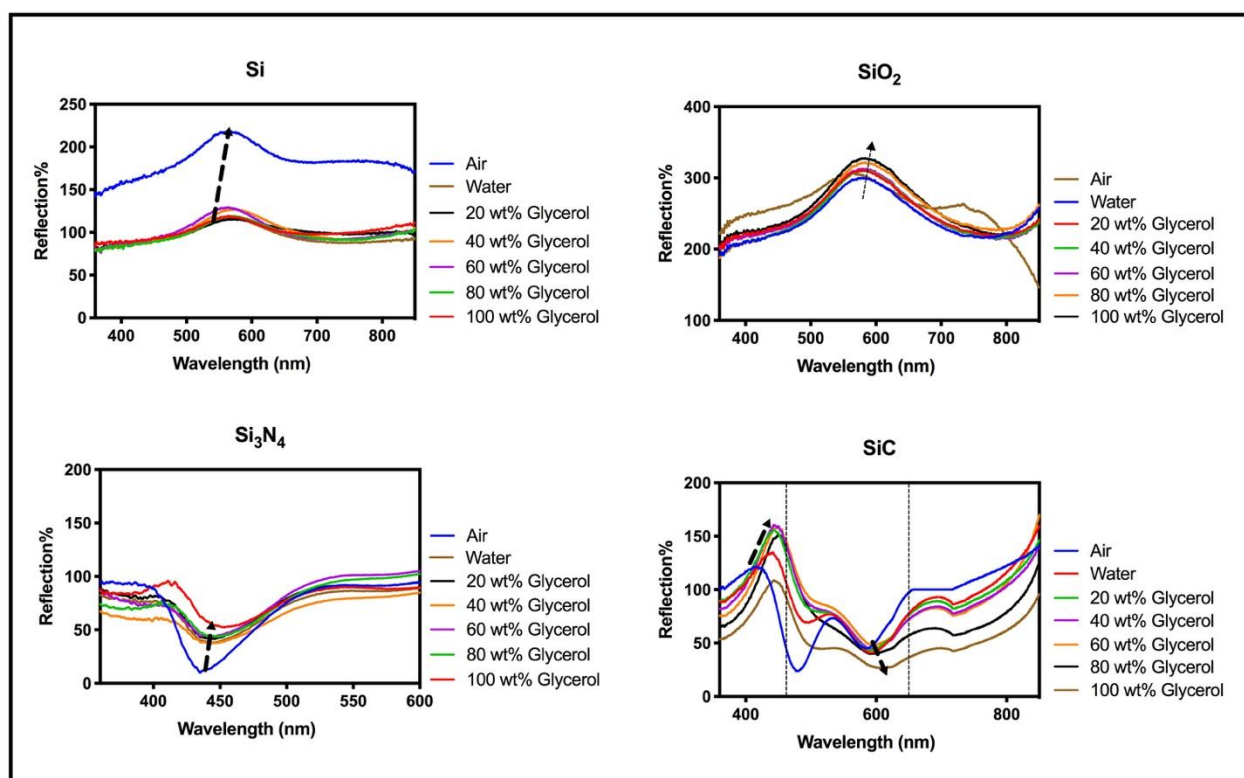 Si
250
200
150
100
50
0
Reflection%
400 500 600 700 800
Wavelength (nm)
Air
Water
20 wt% Glycerol
40 wt% Glycerol
60 wt% Glycerol
80 wt% Glycerol
100 wt% Glycerol
SiO2
400
300
200
100
Reflection%
400 500 600 700 800
Wavelength (nm)
Air
Water
20 wt% Glycerol
40 wt% Glycerol
60 wt% Glycerol
80 wt% Glycerol
100 wt% Glycerol
Si3N4
200
150
100
50
0
Reflection%
400 450 500 550 600
Wavelength (nm)
Air
Water
20 wt% Glycerol
40 wt% Glycerol
60 wt% Glycerol
80 wt% Glycerol
100 wt% Glycerol
SiC
200
150
100
50
0
Reflection%
400 600 800
Wavelength (nm)
Air
Water
20 wt% Glycerol
40 wt% Glycerol
60 wt% Glycerol
80 wt% Glycerol
100 wt% Glycerol